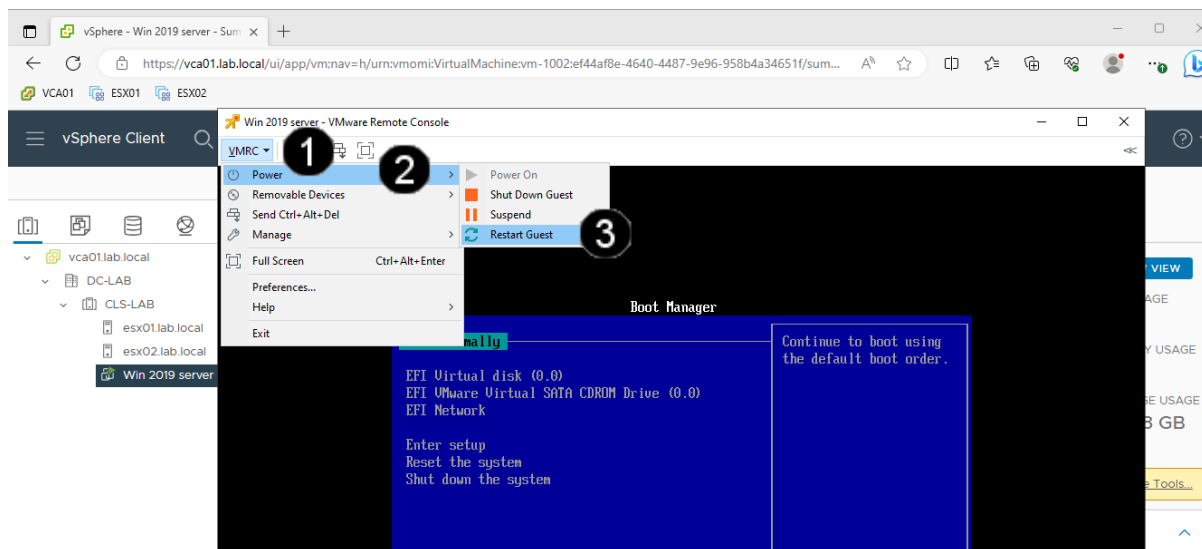 vSphere - Win 2019 server - Sum
https://vca01.lab.local/ui/app/vm;nav=h/urn:vmomi:VirtualMachine:vm-1002:ef44af8e-4640-4487-9e96-958b4a34651f/sum...
VCA01 ESX01 ESX02
vSphere Client
Win 2019 server - VMware Remote Console
VMRC
1
2
Power
Removable Devices
Send Ctrl+Alt+Del
Manage
Full Screen Ctrl+Alt+Enter
Preferences...
Help
Exit
Power On
Shut Down Guest
Suspend
Restart Guest
3
vca01.lab.local
DC-LAB
CLS-LAB
esx01.lab.local
esx02.lab.local
Win 2019 server
Boot Manager
mally
EFI Virtual disk (0.0)
EFI VMware Virtual SATA CDROM Drive (0.0)
EFI Network
Enter setup
Reset the system
Shut down the system
Continue to boot using
the default boot order.
VIEW
AGE
Y USAGE
GE USAGE
GB
e Tools...